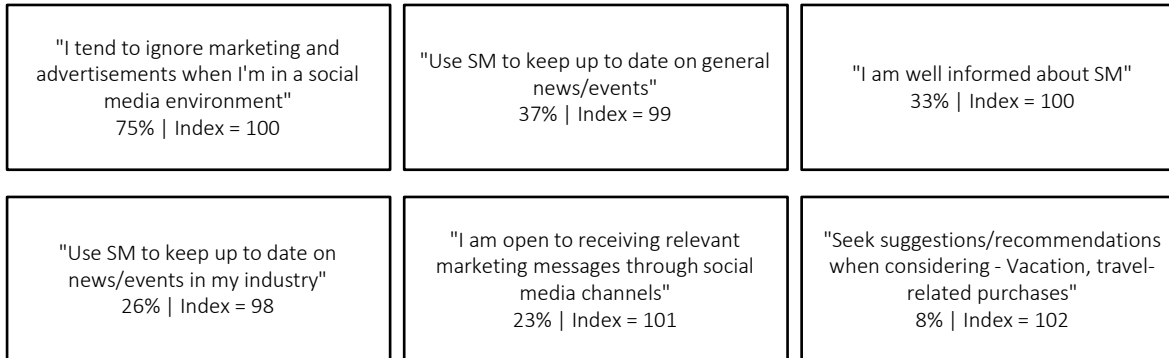 "I tend to ignore marketing and
advertisements when I'm in a social
media environment"
75% | Index = 100
"Use SM to keep up to date on general
news/events"
37% | Index = 99
"I am well informed about SM"
33% | Index = 100
"Use SM to keep up to date on
news/events in my industry"
26% | Index = 98
"I am open to receiving relevant
marketing messages through social
media channels"
23% | Index = 101
"Seek suggestions/recommendations
when considering - Vacation, travel-
related purchases"
8% | Index = 102